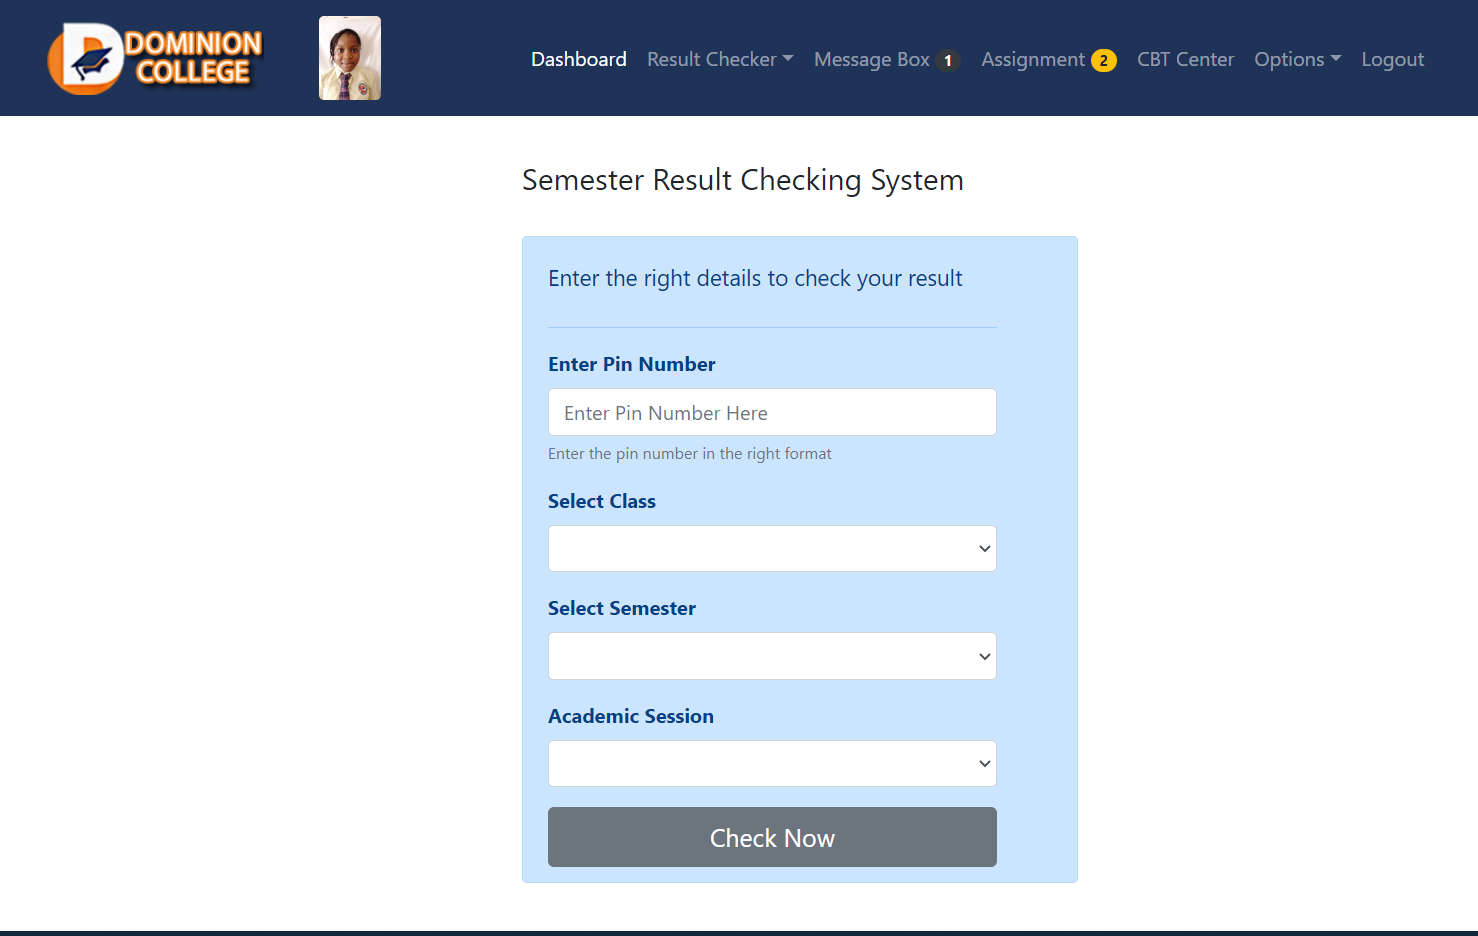 DOMINION
COLLEGE
Dashboard Result Checker Message Box 1 Assignment 2 CBT Center Options Logout
Semester Result Checking System
Enter the right details to check your result
Enter Pin Number
Enter Pin Number Here
Enter the pin number in the right format
Select Class
Select Semester
Academic Session
Check Now